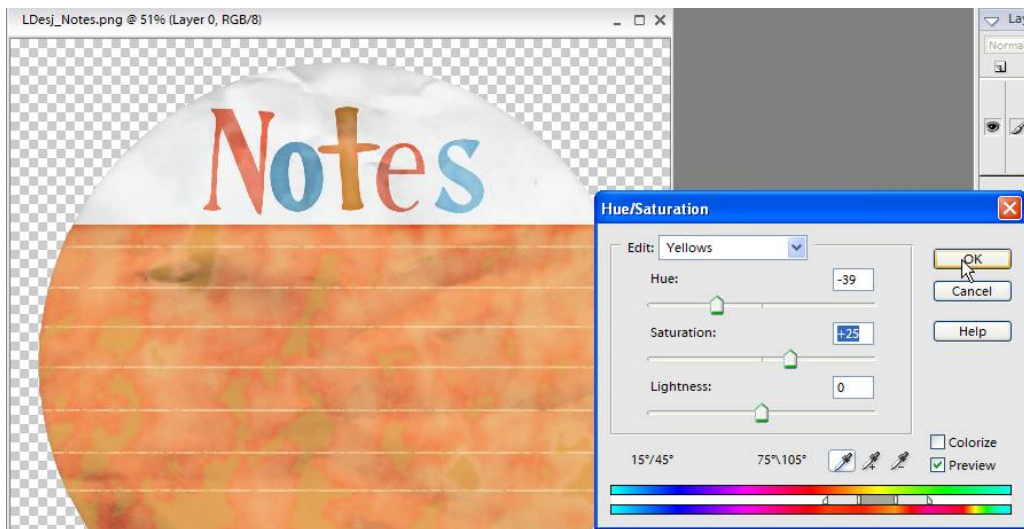 LDesj_Notes.png @ 51% (Layer 0, RGB/8)
Notes
Hue/Saturation
Edit: Yellows
Hue: -39
Saturation: +25
Lightness: 0
OK
Cancel
Help
15°/45° 75°\105°
Colorize
Preview